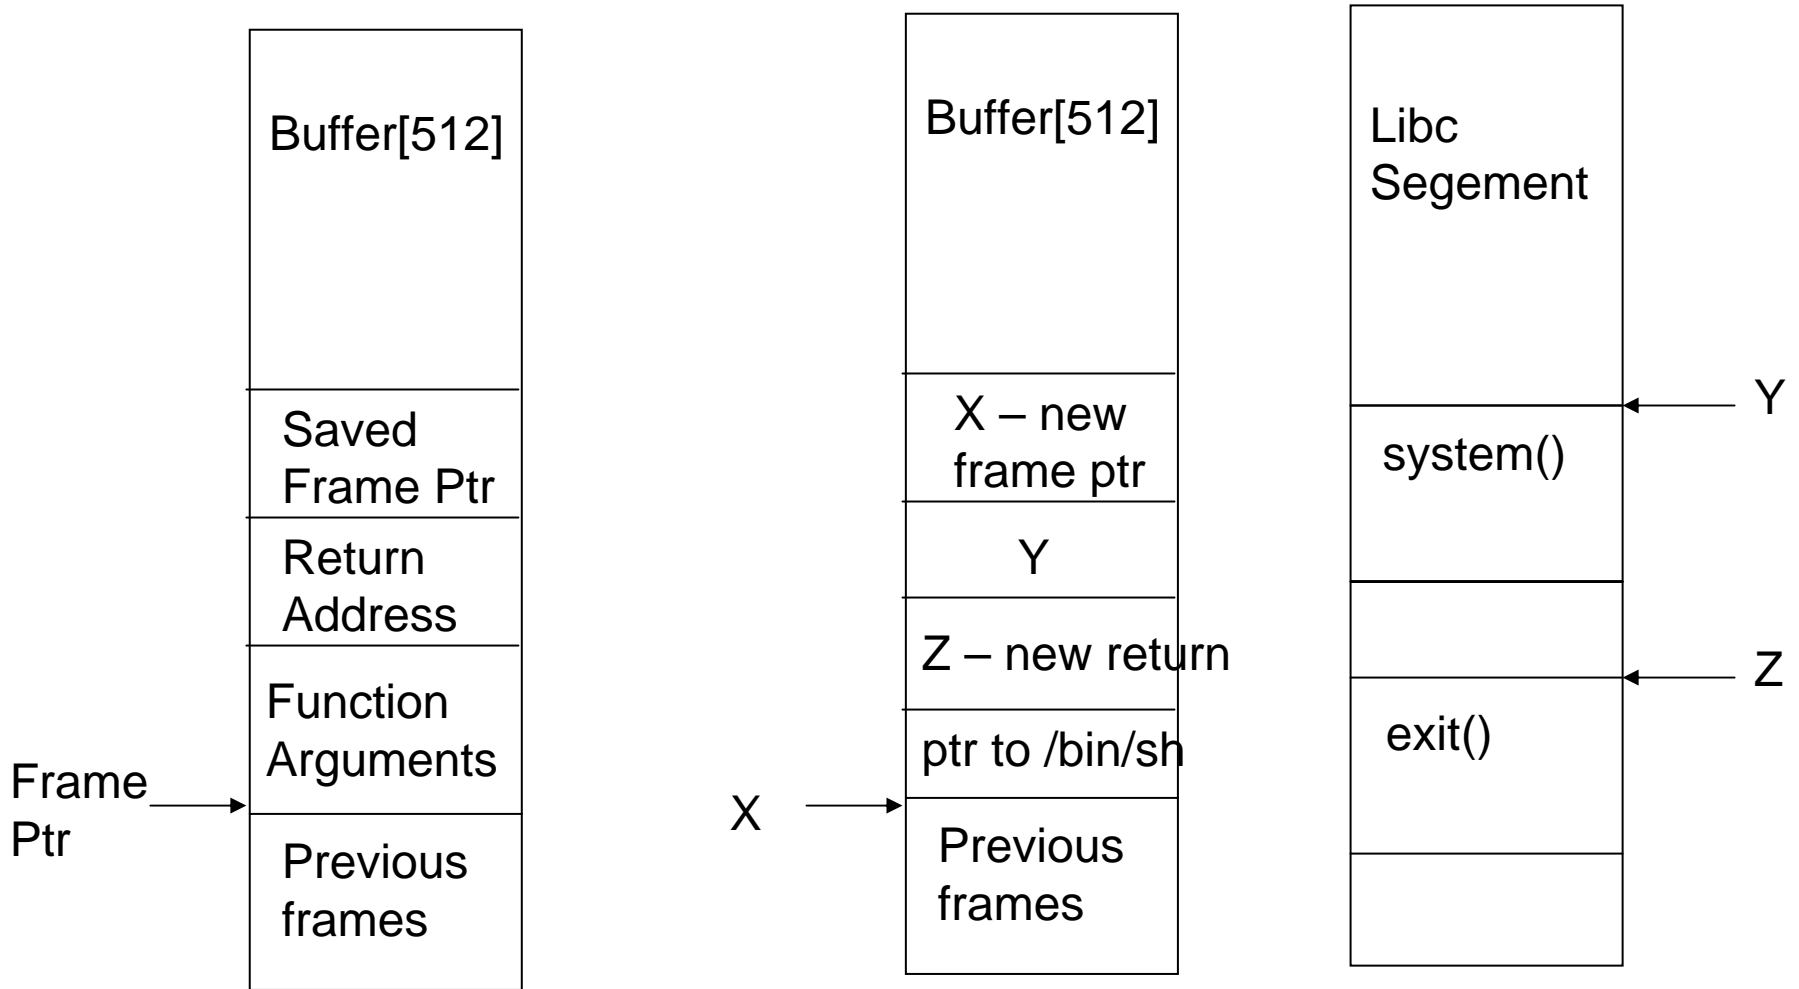 Buffer[512]
Saved
Frame Ptr
Return
Address
Function
Arguments
Frame
Ptr
Previous
frames
Buffer[512]
X – new
frame ptr
Y
Z – new return
ptr to /bin/sh
X
Previous
frames
Libc
Segement
Y
system()
Z
exit()